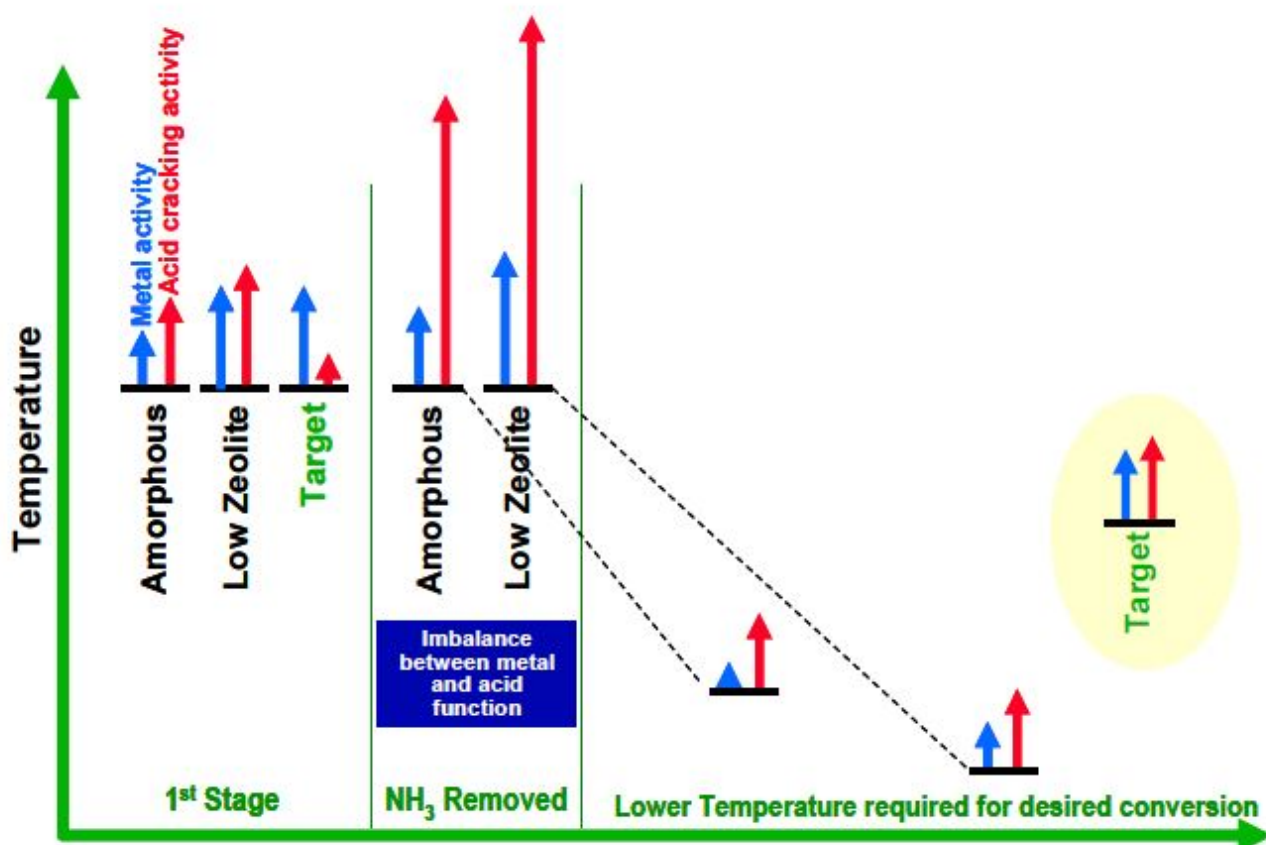 Temperature
Metal activity
Acid cracking activity
Amorphous
Low Zeolite
Target
Amorphous
Low Zeolite
Imbalance
between metal
and acid
function
Target
1st Stage
NH3 Removed
Lower Temperature required for desired conversion